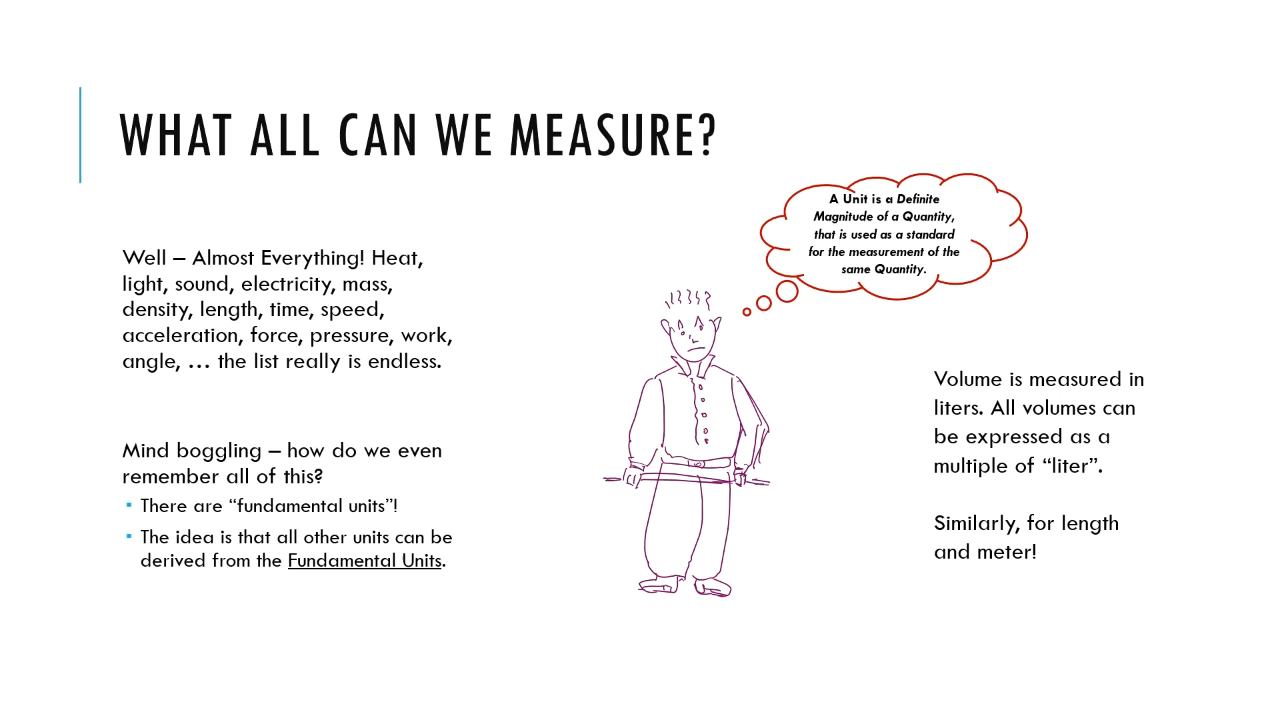 WHAT ALL CAN WE MEASURE?
Well – Almost Everything! Heat,
light, sound, electricity, mass,
density, length, time, speed,
acceleration, force, pressure, work,
angle, … the list really is endless.
Mind boggling – how do we even
remember all of this?
▪ There are “fundamental units”!
▪ The idea is that all other units can be
derived from the Fundamental Units.
A Unit is a Definite
Magnitude of a Quantity,
that is used as a standard
for the measurement of the
same Quantity.
Volume is measured in
liters. All volumes can
be expressed as a
multiple of “liter”.
Similarly, for length
and meter!